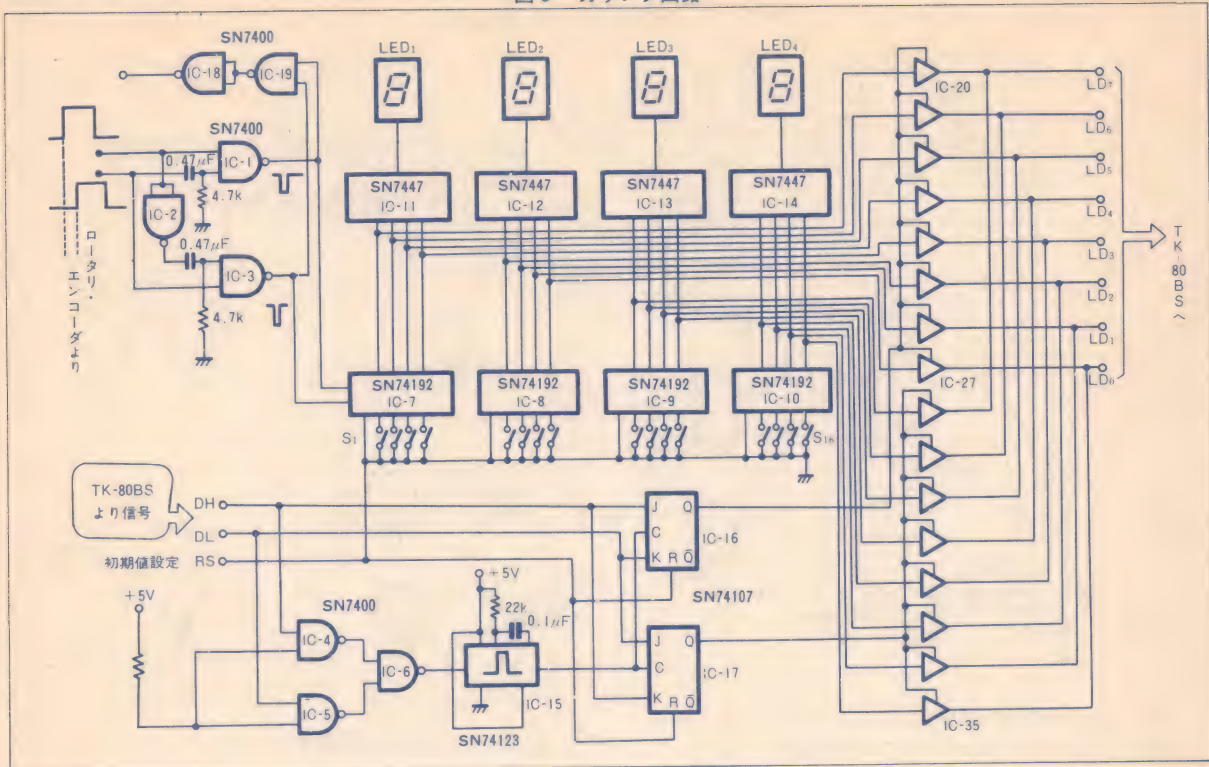 SN7400
IC-18
IC-19
LED₁
LED₂
LED₃
LED₄
IC-20
LD₇
LD₆
LD₅
LD₄
LD₃
LD₂
LD₁
LD₀
TK-80BSへ
SN7400
0.47μF
IC-1
4.7k
IC-2
0.47μF
IC-3
4.7k
ロータリ・
エンコーダより
SN7447
IC-11
SN7447
IC-12
SN7447
IC-13
SN7447
IC-14
SN74192
IC-7
SN74192
IC-8
SN74192
IC-9
SN74192
IC-10
S₁
S₁₆
IC-27
TK-80BS
より信号
DH
DL
初期値設定 RS
+5V
SN7400
IC-4
IC-5
IC-6
+5V
22k
0.1μF
IC-15
SN74123
J Q
C
K R Q̄
IC-16
SN74107
J Q
C
K R Q̄
IC-17
IC-35